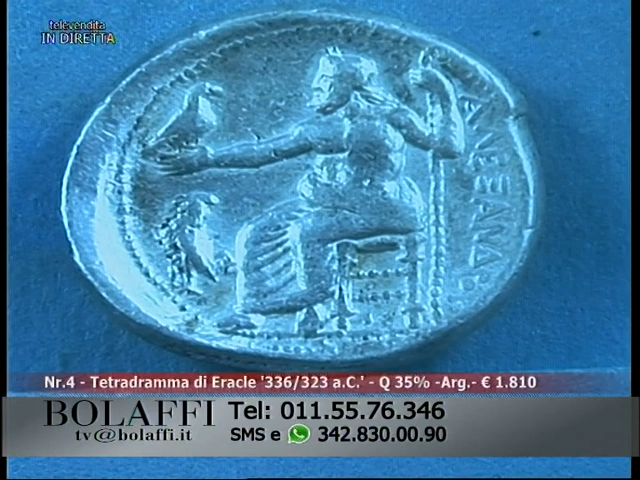 televendita
IN DIRETTA
ΑΛΕΞΑΝΔΡ
Nr.4 - Tetradramma di Eracle '336/323 a.C.' - Q 35% -Arg.- € 1.810
BOLAFFI
tv@bolaffi.it
Tel: 011.55.76.346
SMS e 342.830.00.90